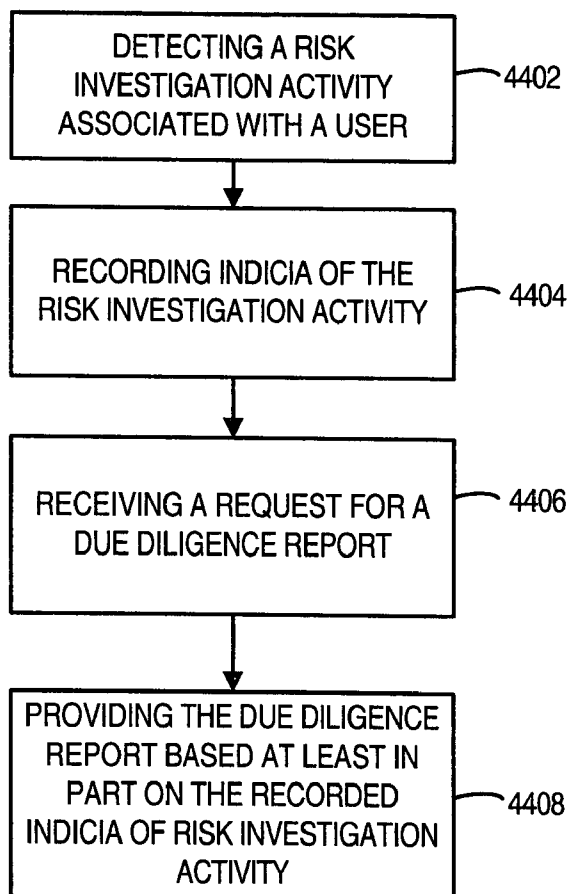 DETECTING A RISK
INVESTIGATION ACTIVITY
ASSOCIATED WITH A USER
4402
RECORDING INDICIA OF THE
RISK INVESTIGATION ACTIVITY
4404
RECEIVING A REQUEST FOR A
DUE DILIGENCE REPORT
4406
PROVIDING THE DUE DILIGENCE
REPORT BASED AT LEAST IN
PART ON THE RECORDED
INDICIA OF RISK INVESTIGATION
ACTIVITY
4408